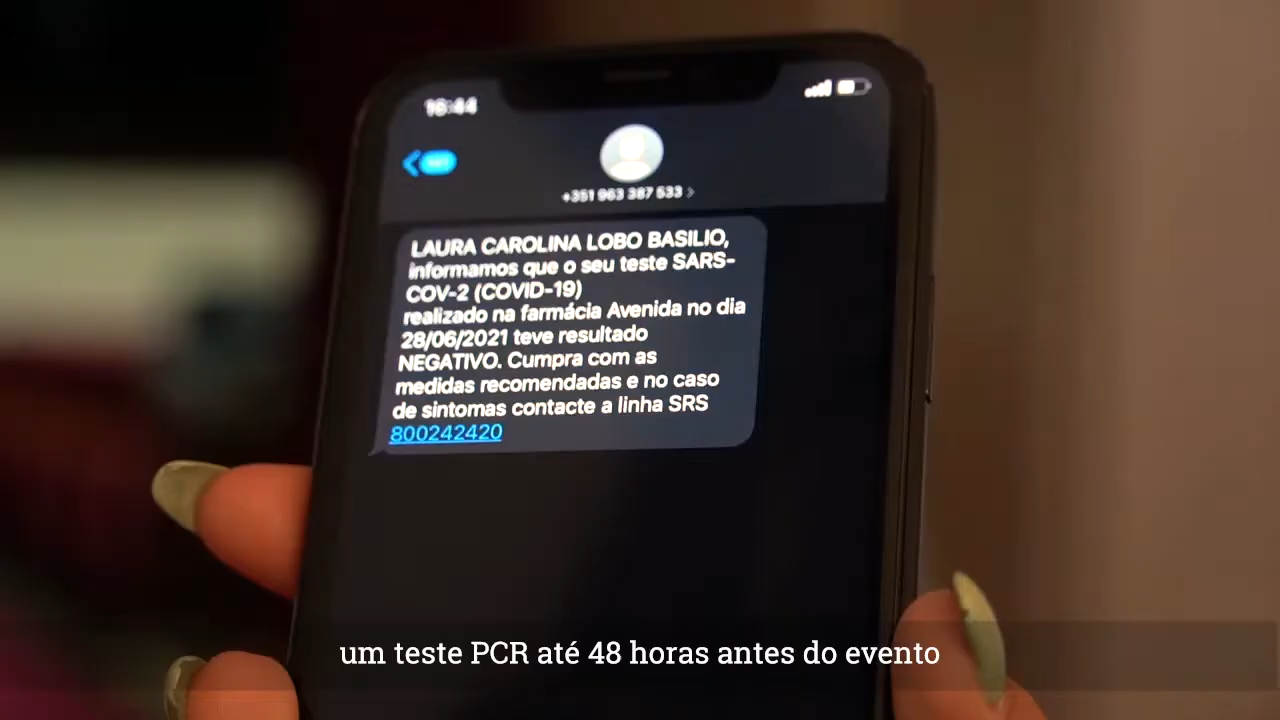 16:44
+351 963 387 533 >
LAURA CAROLINA LOBO BASILIO,
informamos que o seu teste SARS-
COV-2 (COVID-19)
realizado na farmácia Avenida no dia
28/06/2021 teve resultado
NEGATIVO. Cumpra com as
medidas recomendadas e no caso
de sintomas contacte a linha SRS
800242420
um teste PCR até 48 horas antes do evento